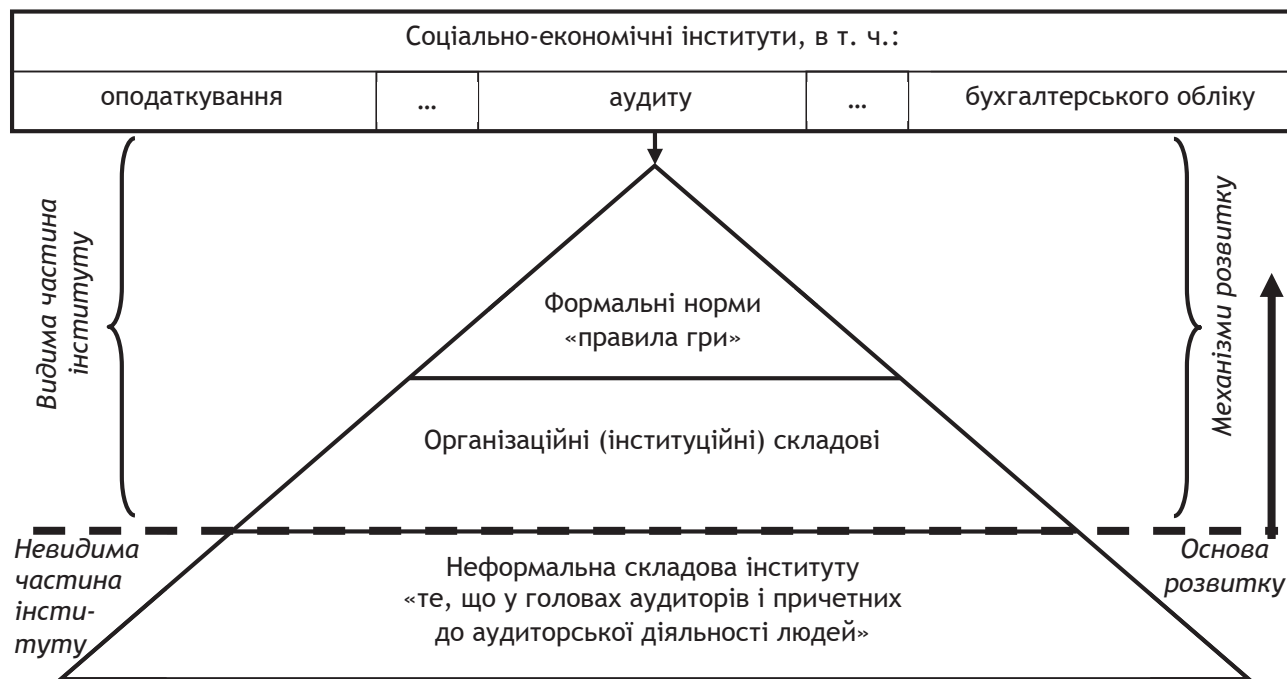 Соціально-економічні інститути, в т. ч.:
оподаткування ... аудиту ... бухгалтерського обліку
Видима частина
інституту
Механізми розвитку
Формальні норми
«правила гри»
Організаційні (інституційні) складові
Невидима
частина
інсти-
туту
Неформальна складова інституту
«те, що у головах аудиторів і причетних
до аудиторської діяльності людей»
Основа
розвитку